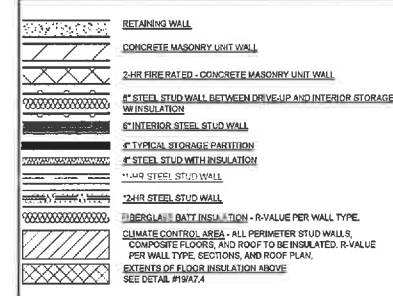 RETAINING WALL
CONCRETE MASONRY UNIT WALL
2-HR FIRE RATED - CONCRETE MASONRY UNIT WALL
8" STEEL STUD WALL BETWEEN DRIVE-UP AND INTERIOR STORAGE
W/ INSULATION
6" INTERIOR STEEL STUD WALL
4" TYPICAL STORAGE PARTITION
4" STEEL STUD WITH INSULATION
*1-HR STEEL STUD WALL
*2-HR STEEL STUD WALL
FIBERGLASS BATT INSULATION - R-VALUE PER WALL TYPE.
CLIMATE CONTROL AREA - ALL PERIMETER STUD WALLS,
COMPOSITE FLOORS, AND ROOF TO BE INSULATED. R-VALUE
PER WALL TYPE, SECTIONS, AND ROOF PLAN.
EXTENTS OF FLOOR INSULATION ABOVE
SEE DETAIL #19/A7.4